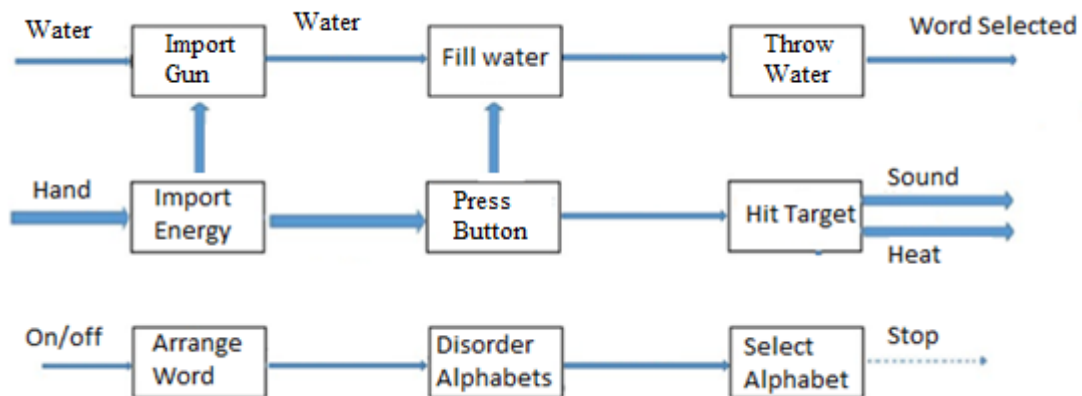 Water
Import
Gun
Water
Fill water
Throw
Water
Word Selected
Hand
Import
Energy
Press
Button
Hit Target
Sound
Heat
On/off
Arrange
Word
Disorder
Alphabets
Select
Alphabet
Stop